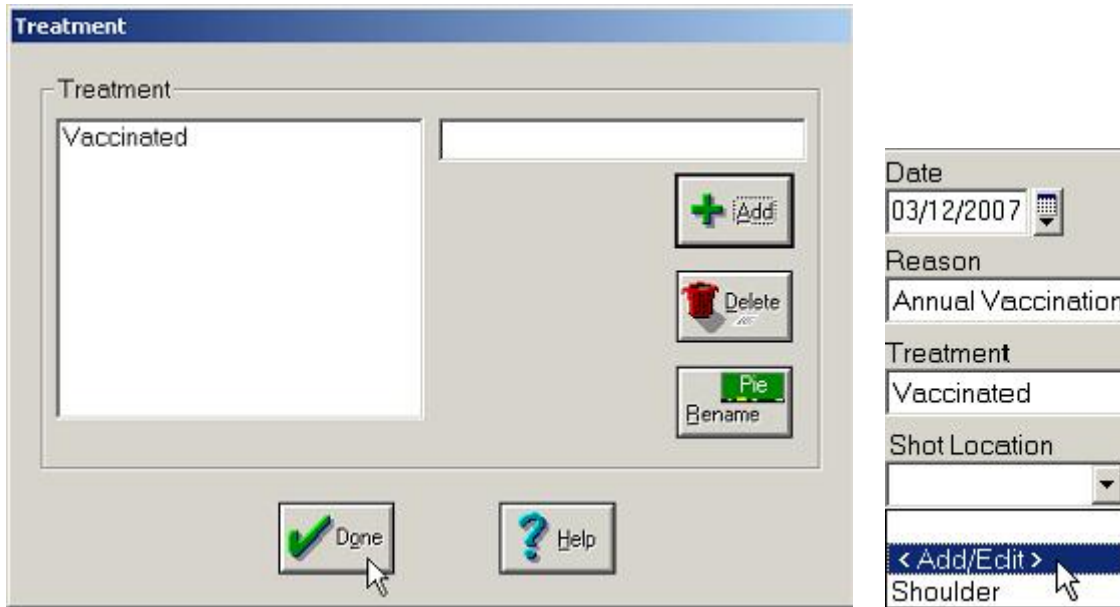 Treatment
Treatment
Vaccinated
Add
Delete
Pie
Rename
Done
Help
Date
03/12/2007
Reason
Annual Vaccination
Treatment
Vaccinated
Shot Location
< Add/Edit >
Shoulder